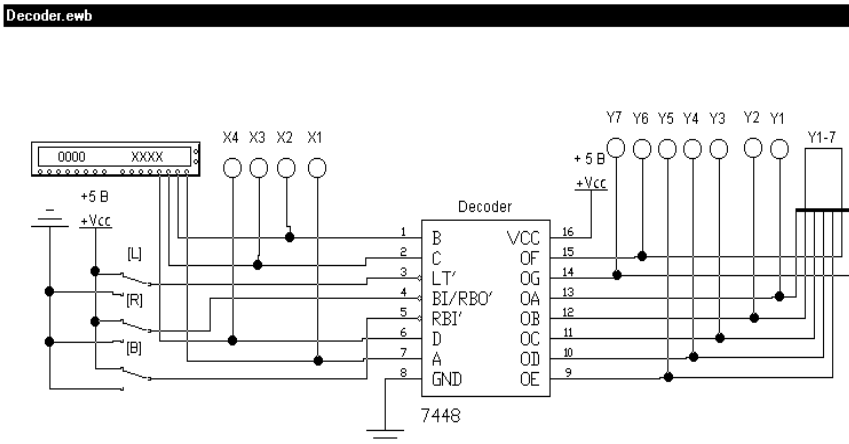 Decoder.ewb
Y7 Y6 Y5 Y4 Y3 Y2 Y1
Y1-7
X4 X3 X2 X1
0000 XXXX
+ 5 В
+Vcc
+5 В
+Vcc
Decoder
[L]
[R]
[B]
1 B VCC 16
2 C OF 15
3 LT' OG 14
4 BI/RBO' OA 13
5 RBI' OB 12
6 D OC 11
7 A OD 10
8 GND OE 9
7448